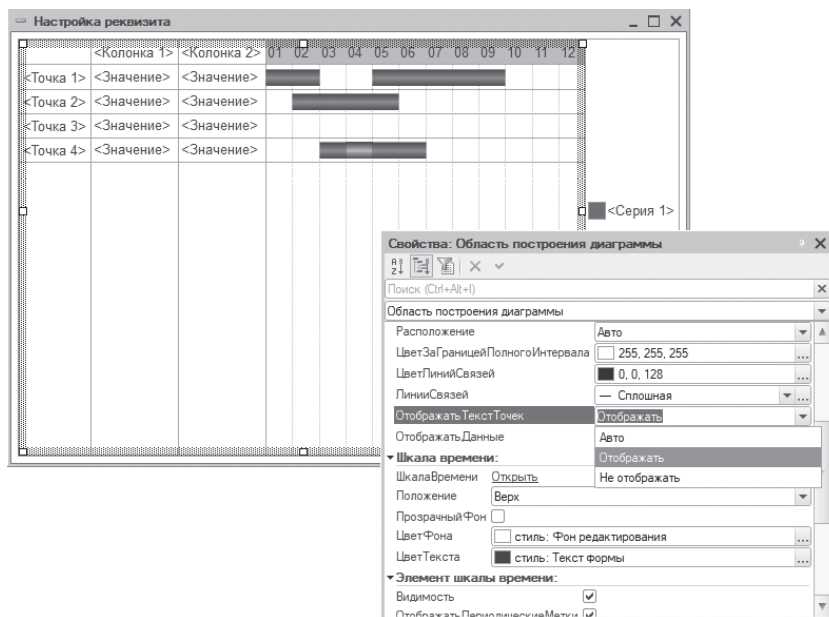 Настройка реквизита
<Колонка 1> <Колонка 2> 01 02 03 04 05 06 07 08 09 10 11 12
<Точка 1> <Значение> <Значение>
<Точка 2> <Значение> <Значение>
<Точка 3> <Значение> <Значение>
<Точка 4> <Значение> <Значение>
<Серия 1>
Свойства: Область построения диаграммы
Поиск (Ctrl+Alt+I)
Область построения диаграммы
Расположение Авто
ЦветЗаГраницейПолногоИнтервала 255, 255, 255
ЦветЛинийСвязей 0, 0, 128
ЛинииСвязей Сплошная
ОтображатьТекстТочек Отображать
ОтображатьДанные Авто
Отображать
Шкала времени:
Не отображать
ШкалаВремени Открыть
Положение Верх
ПрозрачныйФон
ЦветФона стиль: Фон редактирования
ЦветТекста стиль: Текст формы
Элемент шкалы времени:
Видимость
ОтображатьПериодическиеМетки